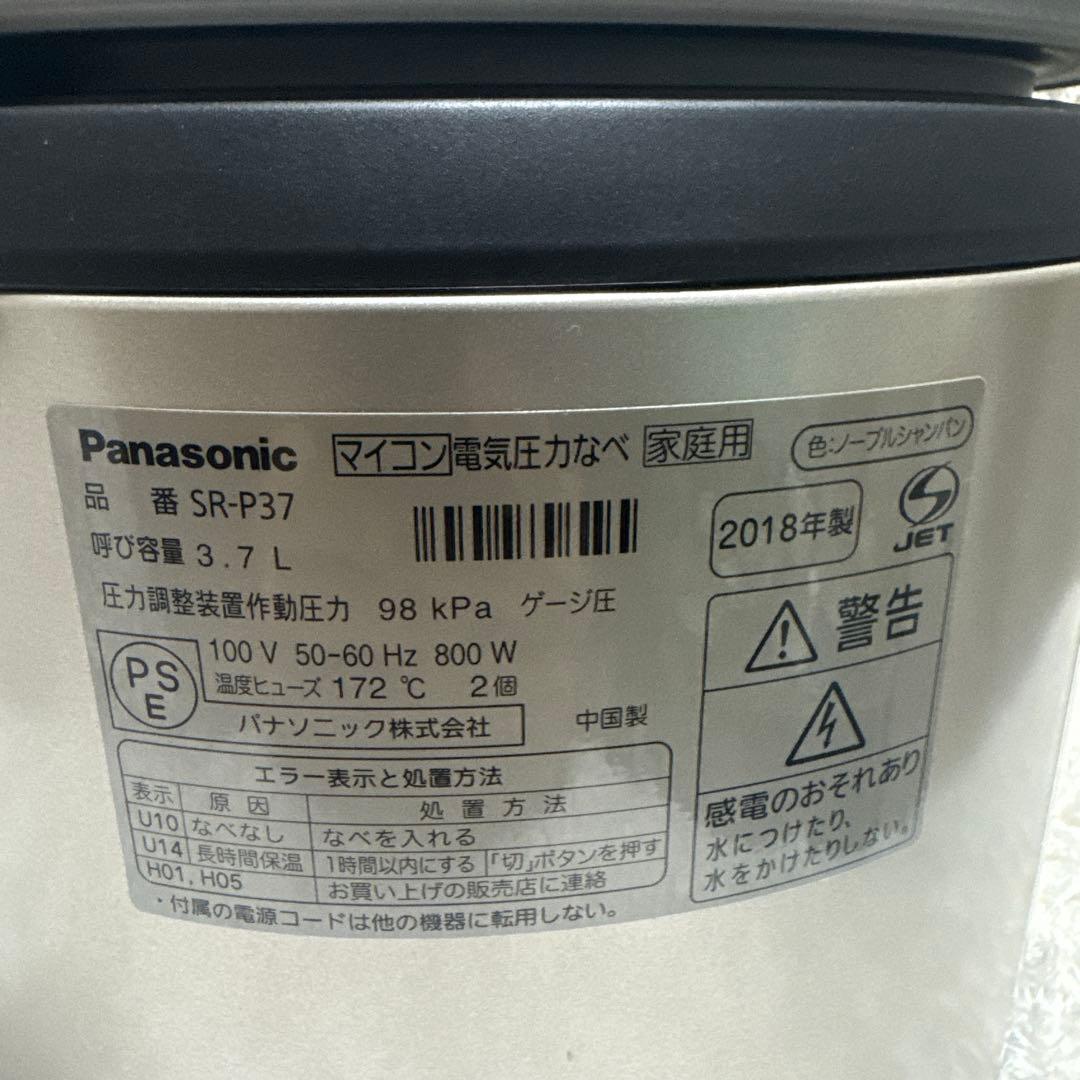 Panasonic マイコン 電気圧力なべ 家庭用 色:ノーブルシャンパン
品 番 SR-P37
呼び容量 3.7 L
圧力調整装置作動圧力 98 kPa ゲージ圧
PSE
100 V 50-60 Hz 800 W
温度ヒューズ 172 ℃ 2個
パナソニック株式会社 中国製
2018年製
JET
エラー表示と処置方法
表示 原 因 処 置 方 法
U10 なべなし なべを入れる
U14 長時間保温 1時間以内にする 「切」ボタンを押す
H01, H05 お買い上げの販売店に連絡
・付属の電源コードは他の機器に転用しない。
警告
感電のおそれあり
水につけたり、
水をかけたりしない。